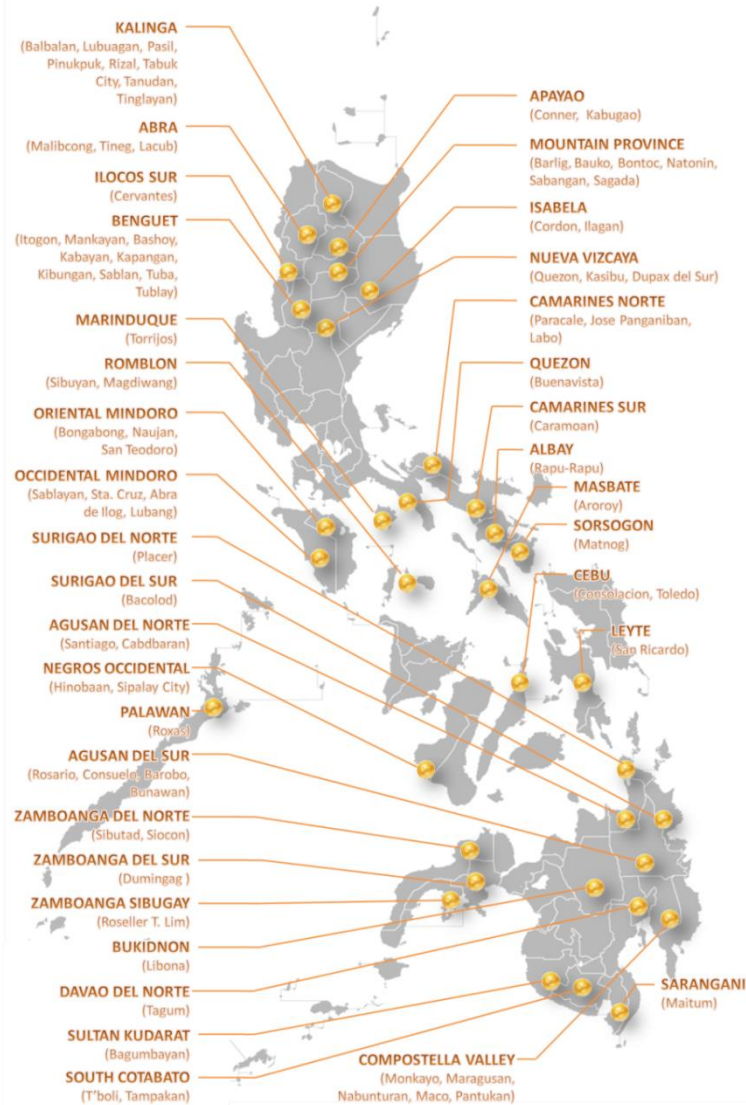 KALINGA
(Balbalan, Lubuagan, Pasil,
Pinukpuk, Rizal, Tabuk
City, Tanudan,
Tinglayan)
ABRA
(Malibcong, Tineg, Lacub)
ILOCOS SUR
(Cervantes)
BENGUET
(Itogon, Mankayan, Bashoy,
Kabayan, Kapangan,
Kibungan, Sablan, Tuba,
Tublay)
MARINDUQUE
(Torrijos)
ROMBLON
(Sibuyan, Magdiwang)
ORIENTAL MINDORO
(Bongabong, Naujan,
San Teodoro)
OCCIDENTAL MINDORO
(Sablayan, Sta. Cruz, Abra
de Ilog, Lubang)
SURIGAO DEL NORTE
(Placer)
SURIGAO DEL SUR
(Bacolod)
AGUSAN DEL NORTE
(Santiago, Cabdbaran)
NEGROS OCCIDENTAL
(Hinobaan, Sipalay City)
PALAWAN
(Roxas)
AGUSAN DEL SUR
(Rosario, Consuelo, Barobo,
Bunawan)
ZAMBOANGA DEL NORTE
(Sibutad, Siocon)
ZAMBOANGA DEL SUR
(Dumingag )
ZAMBOANGA SIBUGAY
(Roseller T. Lim)
BUKIDNON
(Libona)
DAVAO DEL NORTE
(Tagum)
SULTAN KUDARAT
(Bagumbayan)
SOUTH COTABATO
(T'boli, Tampakan)
APAYAO
(Conner, Kabugao)
MOUNTAIN PROVINCE
(Barlig, Bauko, Bontoc, Natonin,
Sabangan, Sagada)
ISABELA
(Cordon, Ilagan)
NUEVA VIZCAYA
(Quezon, Kasibu, Dupax del Sur)
CAMARINES NORTE
(Paracale, Jose Panganiban,
Labo)
QUEZON
(Buenavista)
CAMARINES SUR
(Caramoan)
ALBAY
(Rapu-Rapu)
MASBATE
(Aroroy)
SORSOGON
(Matnog)
CEBU
(Consolacion, Toledo)
LEYTE
(San Ricardo)
SARANGANI
(Maitum)
COMPOSTELLA VALLEY
(Monkayo, Maragusan,
Nabunturan, Maco, Pantukan)